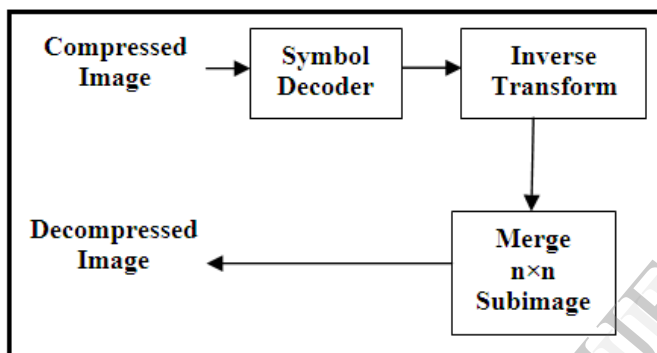 Compressed
Image
Symbol
Decoder
Inverse
Transform
Merge
n×n
Subimage
Decompressed
Image